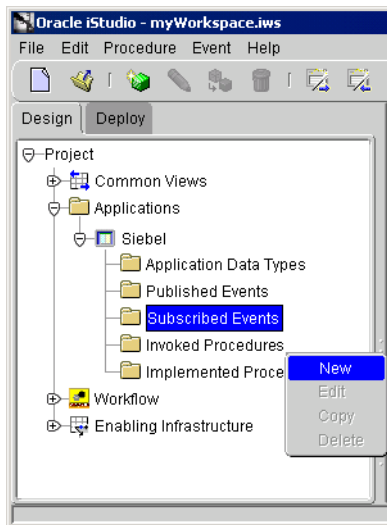 Oracle iStudio - myWorkspace.iws
File Edit Procedure Event Help
Design Deploy
Project
Common Views
Applications
Siebel
Application Data Types
Published Events
Subscribed Events
Invoked Procedures
Implemented Proce
New
Workflow
Edit
Copy
Enabling Infrastructure
Delete